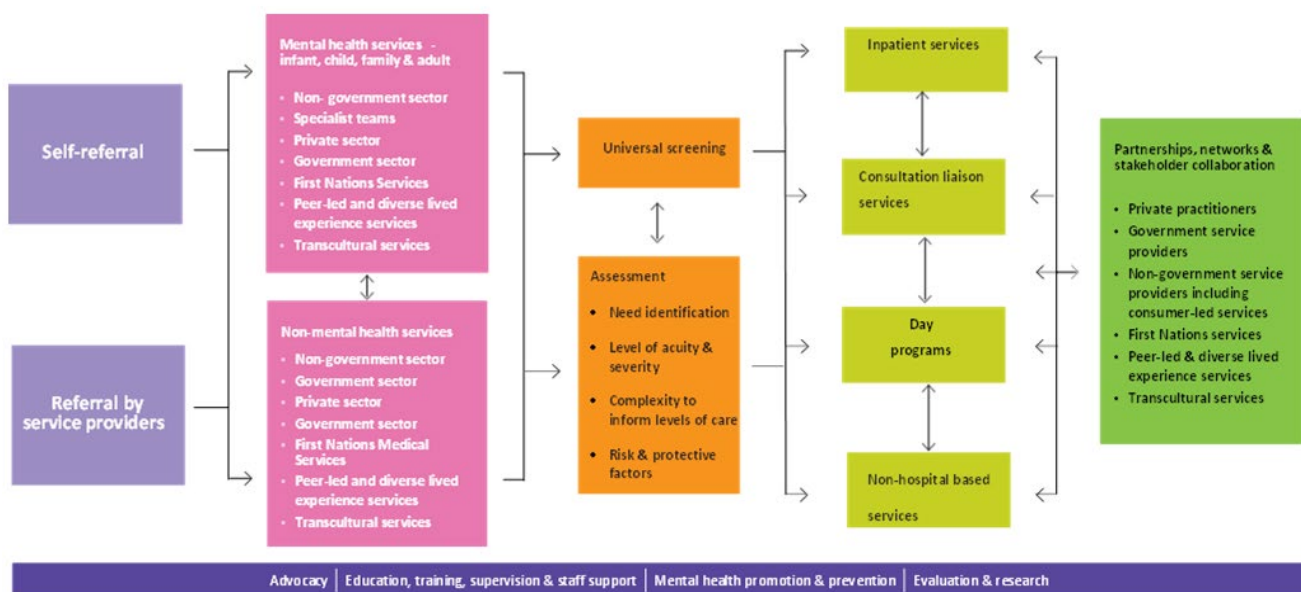 Self-referral
Referral by
service providers
Mental health services -
infant, child, family & adult
• Non- government sector
• Specialist teams
• Private sector
• Government sector
• First Nations Services
• Peer-led and diverse lived
experience services
• Transcultural services
Non-mental health services
• Non-government sector
• Government sector
• Private sector
• Government sector
• First Nations Medical
Services
• Peer-led and diverse lived
experience services
• Transcultural services
Universal screening
Assessment
• Need identification
• Level of acuity &
severity
• Complexity to
inform levels of care
• Risk & protective
factors
Inpatient services
Consultation liaison
services
Day
programs
Non-hospital based
services
Partnerships, networks &
stakeholder collaboration
• Private practitioners
• Government service
providers
• Non-government service
providers including
consumer-led services
• First Nations services
• Peer-led & diverse lived
experience services
• Transcultural services
Advocacy | Education, training, supervision & staff support | Mental health promotion & prevention | Evaluation & research